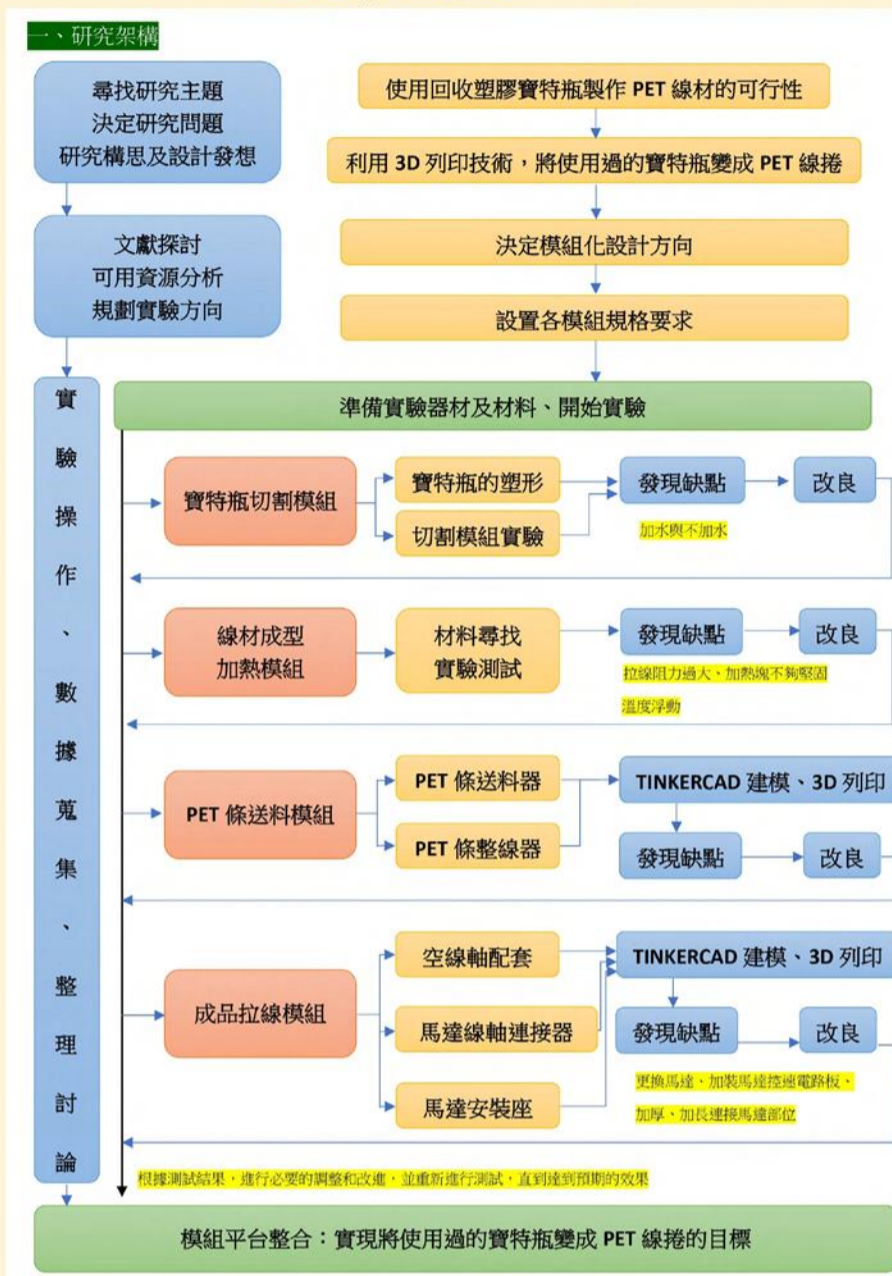 一、研究架構
尋找研究主題
決定研究問題
研究構思及設計發想
使用回收塑膠寶特瓶製作 PET 線材的可行性
利用 3D 列印技術，將使用過的寶特瓶變成 PET 線捲
文獻探討
可用資源分析
規劃實驗方向
決定模組化設計方向
設置各模組規格要求
實驗操作、數據蒐集、整理討論
準備實驗器材及材料、開始實驗
寶特瓶切割模組
寶特瓶的塑形
切割模組實驗
發現缺點
改良
加水與不加水
線材成型
加熱模組
材料尋找
實驗測試
發現缺點
改良
拉線阻力過大、加熱塊不夠堅固
溫度浮動
PET 條送料模組
PET 條送料器
PET 條整線器
TINKERCAD 建模、3D 列印
發現缺點
改良
成品拉線模組
空線軸配套
馬達線軸連接器
馬達安裝座
TINKERCAD 建模、3D 列印
發現缺點
改良
更換馬達、加裝馬達控速電路板、
加厚、加長連接馬達部位
根據測試結果，進行必要的調整和改進，並重新進行測試，直到達到預期的效果
模組平台整合：實現將使用過的寶特瓶變成 PET 線捲的目標